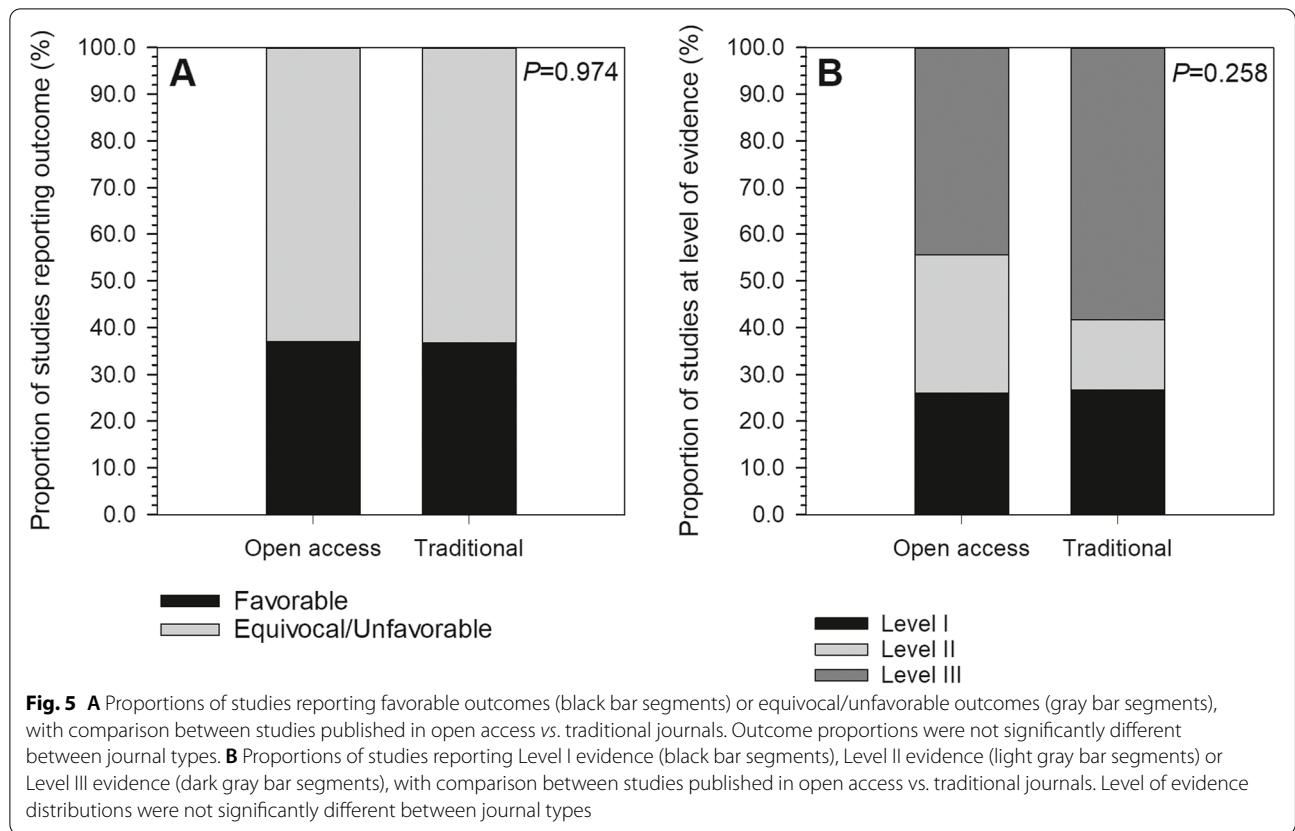 A
P=0.974
Proportion of studies reporting outcome (%)
100.0
90.0
80.0
70.0
60.0
50.0
40.0
30.0
20.0
10.0
0.0
Open access
Traditional
Favorable
Equivocal/Unfavorable
B
P=0.258
Proportion of studies at level of evidence (%)
100.0
90.0
80.0
70.0
60.0
50.0
40.0
30.0
20.0
10.0
0.0
Open access
Traditional
Level I
Level II
Level III
Fig. 5 A Proportions of studies reporting favorable outcomes (black bar segments) or equivocal/unfavorable outcomes (gray bar segments),
with comparison between studies published in open access vs. traditional journals. Outcome proportions were not significantly different
between journal types. B Proportions of studies reporting Level I evidence (black bar segments), Level II evidence (light gray bar segments) or
Level III evidence (dark gray bar segments), with comparison between studies published in open access vs. traditional journals. Level of evidence
distributions were not significantly different between journal types